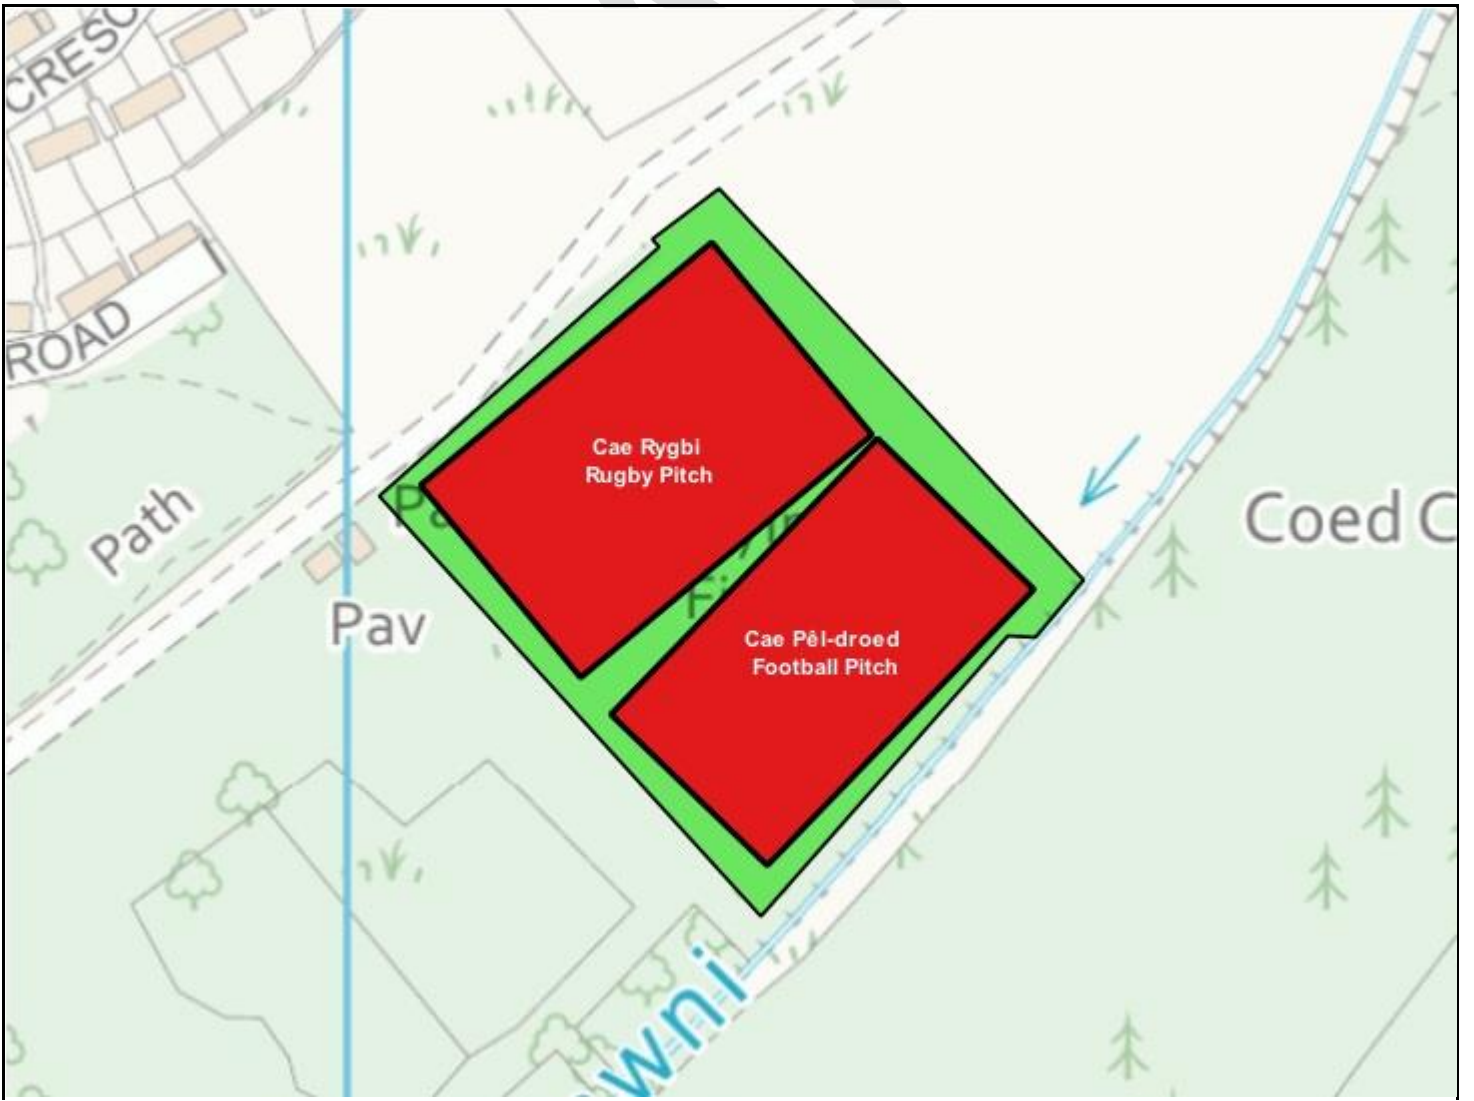 CRESC
ROAD
Path
Cae Rygbi
Rugby Pitch
Pav
Cae Pêl-droed
Football Pitch
Coed C
wni